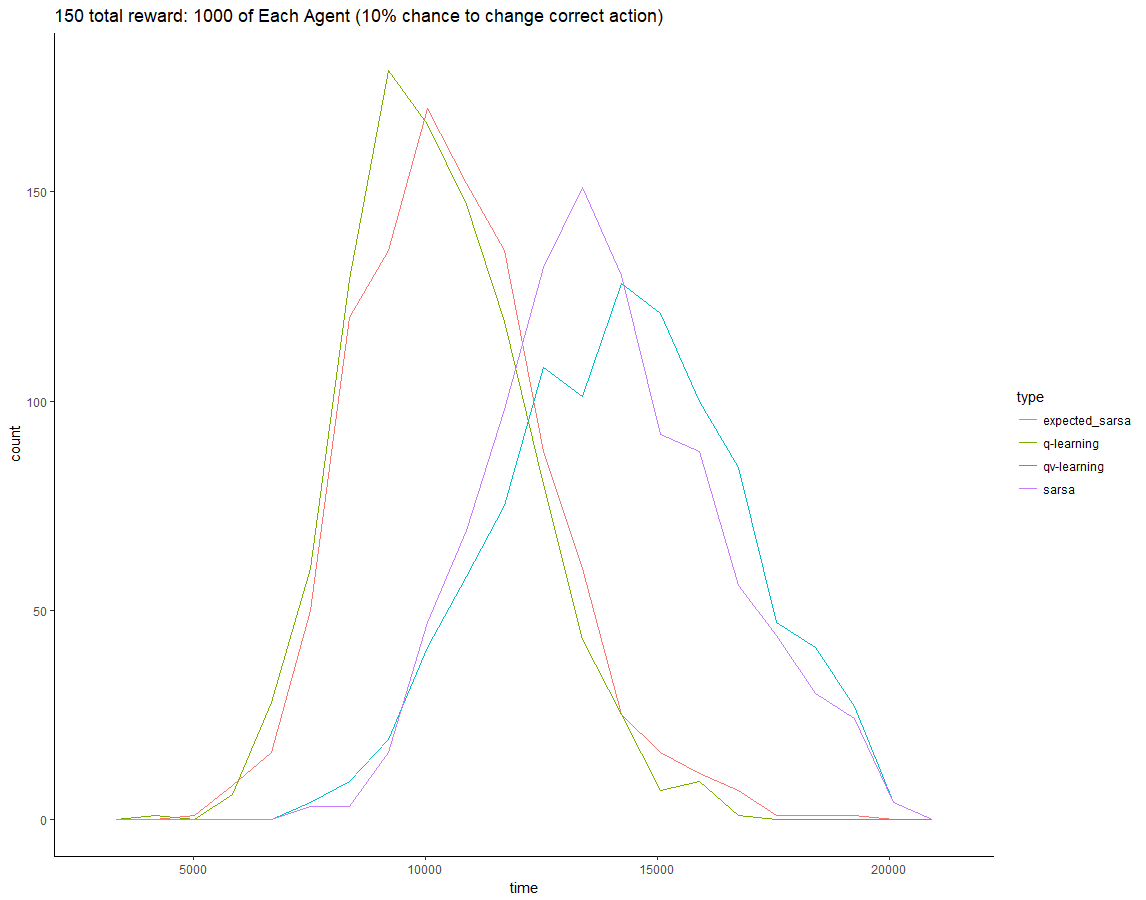 150 total reward: 1000 of Each Agent (10% chance to change correct action)
150
100
50
0
count
5000
10000
15000
20000
time
type
expected_sarsa
q-learning
qv-learning
sarsa